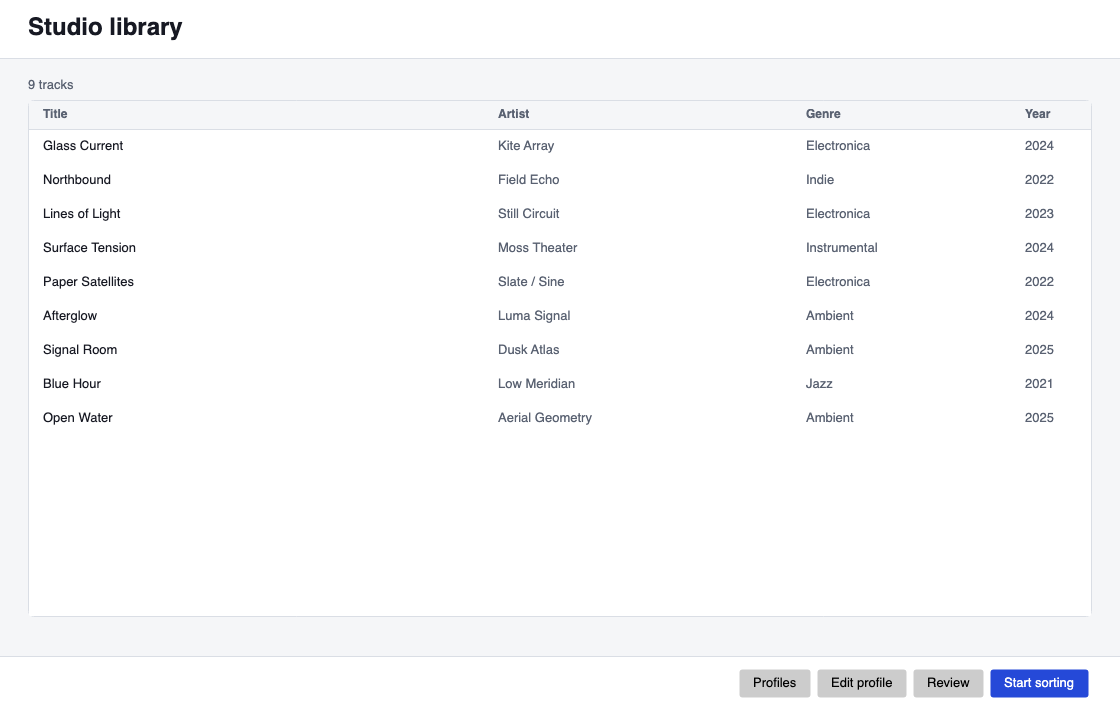 Studio library
9 tracks
Title Artist Genre Year
Glass Current Kite Array Electronica 2024
Northbound Field Echo Indie 2022
Lines of Light Still Circuit Electronica 2023
Surface Tension Moss Theater Instrumental 2024
Paper Satellites Slate / Sine Electronica 2022
Afterglow Luma Signal Ambient 2024
Signal Room Dusk Atlas Ambient 2025
Blue Hour Low Meridian Jazz 2021
Open Water Aerial Geometry Ambient 2025
Profiles Edit profile Review Start sorting